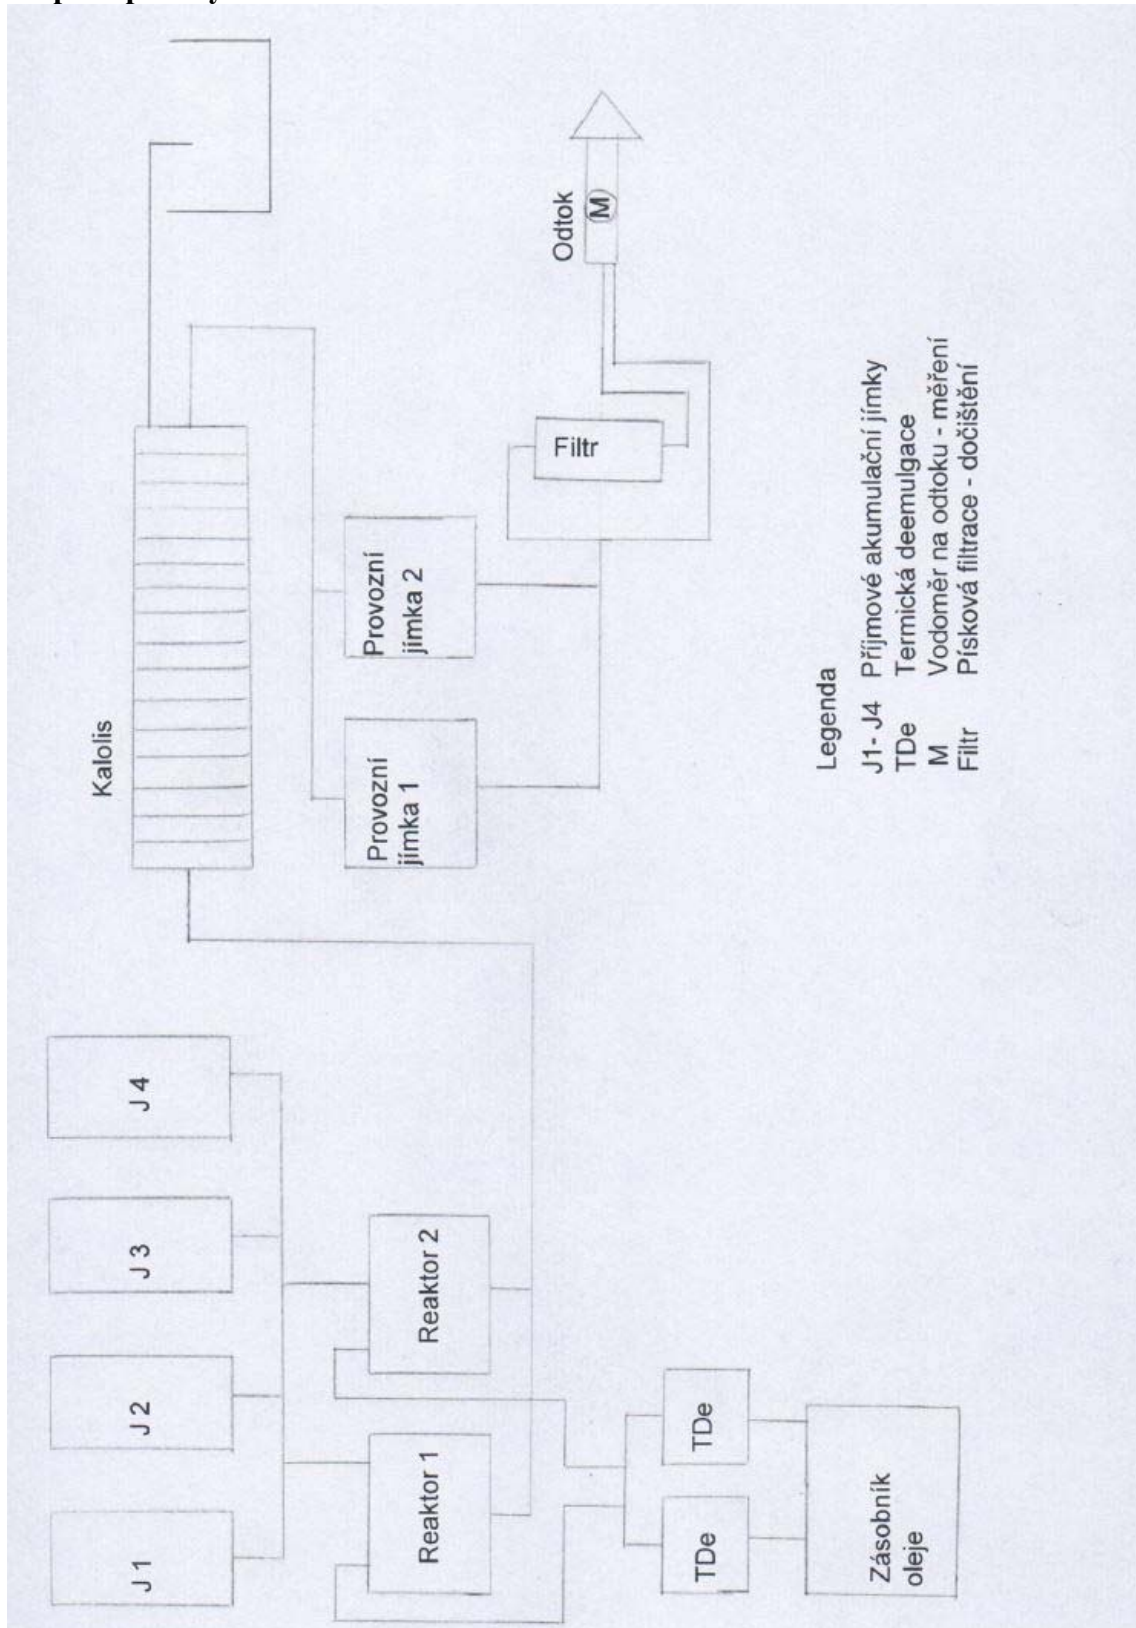 J 1
J 2
J 3
J 4
Reaktor 1
Reaktor 2
TDe
TDe
Zásobník
oleje
Kalolis
Provozní
jímka 1
Provozní
jímka 2
Filtr
Odtok
M
Legenda
J1- J4 Příjmové akumulační jímky
TDe Termická deemulgace
M Vodoměr na odtoku - měření
Filtr Písková filtrace - dočištění